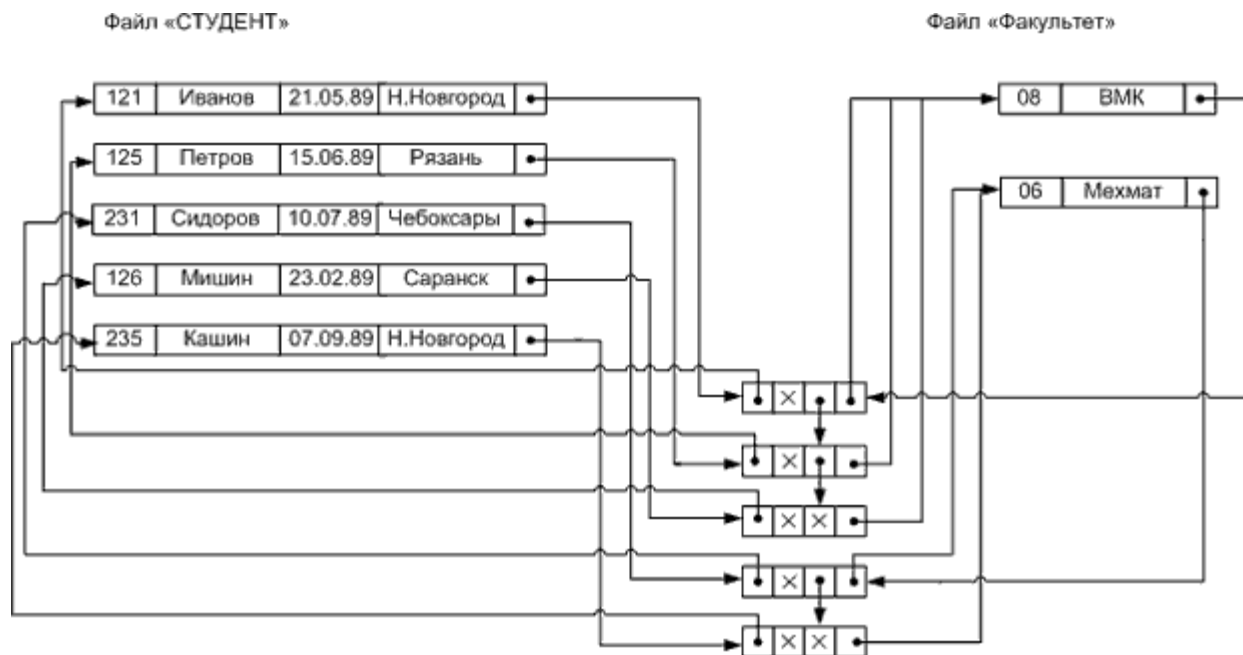 Файл «СТУДЕНТ» Файл «Факультет»
121 Иванов 21.05.89 Н.Новгород 08 ВМК
125 Петров 15.06.89 Рязань
06 Мехмат
231 Сидоров 10.07.89 Чебоксары
126 Мишин 23.02.89 Саранск
235 Кашин 07.09.89 Н.Новгород